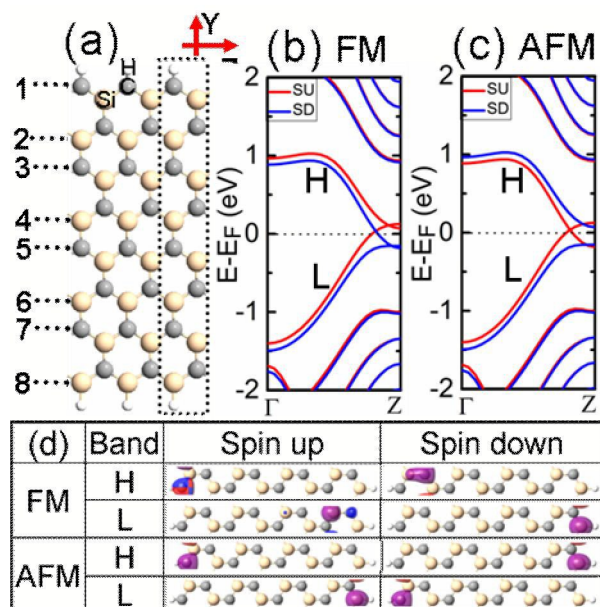 (a)
Y
(b) FM
(c) AFM
H
C
Si
1
2
3
4
5
6
7
8
E-E_F (eV)
2
1
0
-1
-2
SU
SD
H
L
Γ
Z
E-E_F (eV)
2
1
0
-1
-2
SU
SD
H
L
Γ
Z
(d) Band Spin up Spin down
FM H
L
AFM H
L